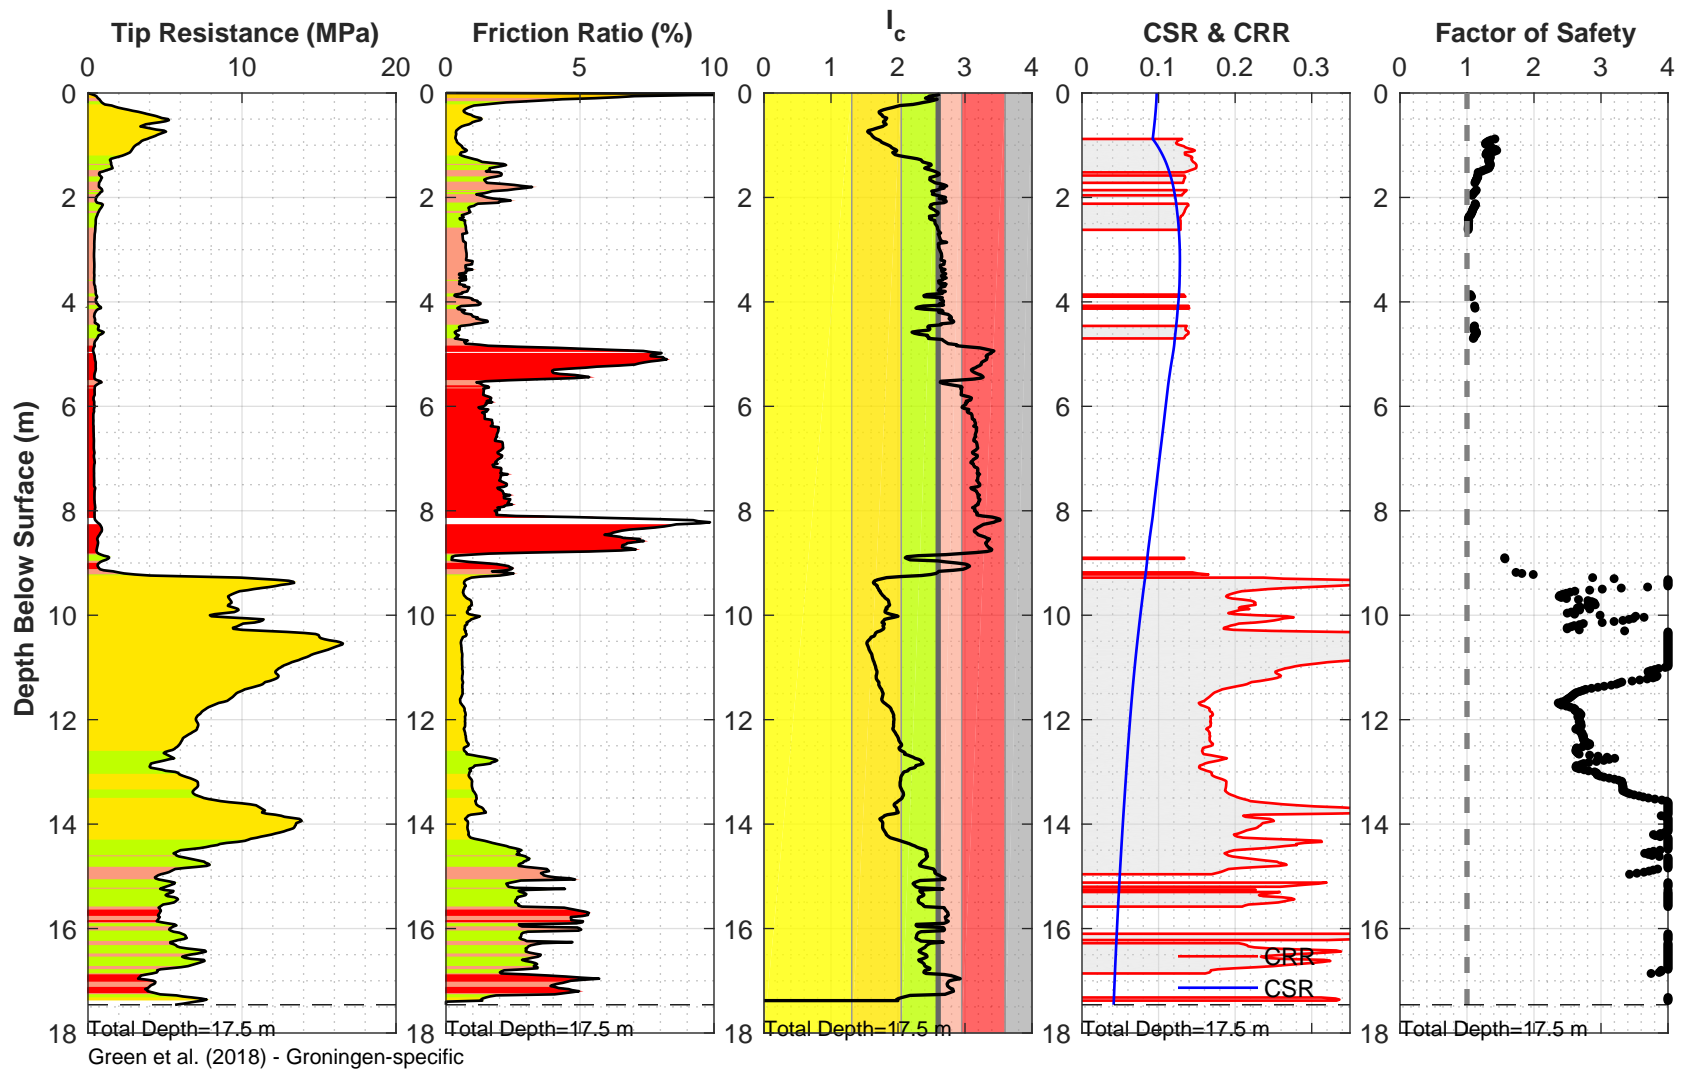 Tip Resistance (MPa)
Friction Ratio (%)
Ic
CSR & CRR
Factor of Safety
0 10 20
0 5 10
0 1 2 3 4
0 0.1 0.2 0.3
0 1 2 3 4
0 0 0 0 0
2 2 2 2 2
4 4 4 4 4
6 6 6 6 6
8 8 8 8 8
10 10 10 10 10
12 12 12 12 12
14 14 14 14 14
16 16 16 16 16
18 18 18 18 18
Depth Below Surface (m)
CRR
CSR
Total Depth=17.5 m
Total Depth=17.5 m
Total Depth=17.5 m
Total Depth=17.5 m
Total Depth=17.5 m
Green et al. (2018) - Groningen-specific